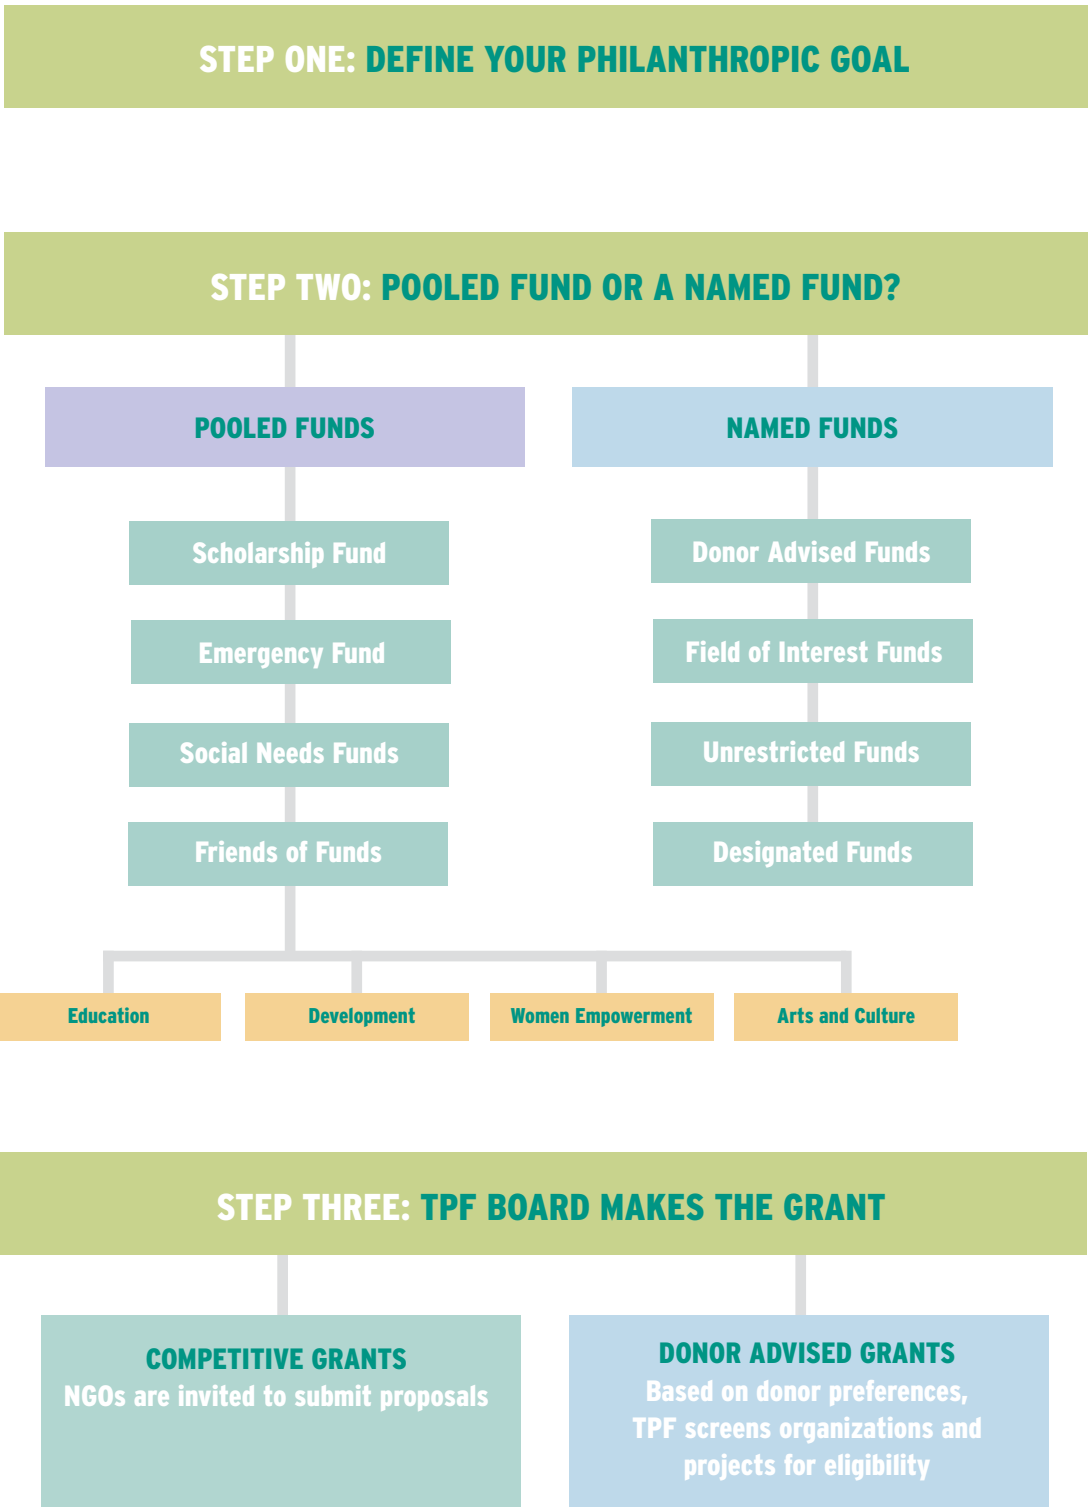 STEP ONE: DEFINE YOUR PHILANTHROPIC GOAL
STEP TWO: POOLED FUND OR A NAMED FUND?
POOLED FUNDS
Scholarship Fund
Emergency Fund
Social Needs Funds
Friends of Funds
NAMED FUNDS
Donor Advised Funds
Field of Interest Funds
Unrestricted Funds
Designated Funds
Education
Development
Women Empowerment
Arts and Culture
STEP THREE: TPF BOARD MAKES THE GRANT
COMPETITIVE GRANTS
NGOs are invited to submit proposals
DONOR ADVISED GRANTS
Based on donor preferences,
TPF screens organizations and
projects for eligibility